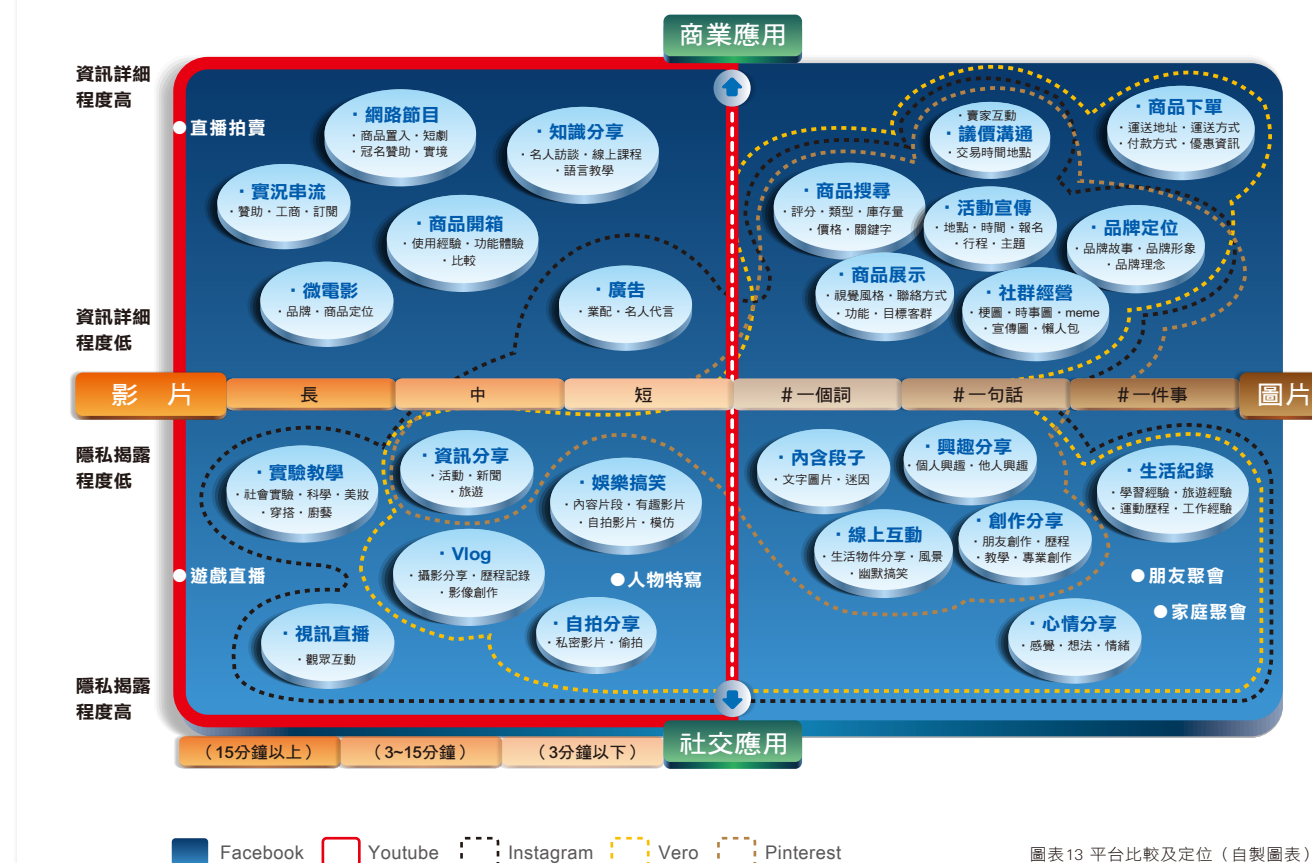 商業應用
資訊詳細
程度高
直播拍賣
・網路節目
・商品置入・短劇
・冠名贊助・實境
・知識分享
・名人訪談・線上課程
・語言教學
・實況串流
・贊助・工商・訂閱
・商品開箱
・使用經驗・功能體驗
・比較
・微電影
・品牌・商品定位
・廣告
・業配・名人代言
・賣家互動
・議價溝通
・交易時間地點
・商品下單
・運送地址・運送方式
・付款方式・優惠資訊
・商品搜尋
・評分・類型・庫存量
・價格・關鍵字
・活動宣傳
・地點・時間・報名
・行程・主題
・品牌定位
・品牌故事・品牌形象
・品牌理念
・商品展示
・視覺風格・聯絡方式
・功能・目標客群
・社群經營
・梗圖・時事圖・meme
・宣傳圖・懶人包
資訊詳細
程度低
影 片
長
中
短
#一個詞
#一句話
#一件事
圖片
隱私揭露
程度低
・實驗教學
・社會實驗・科學・美妝
・穿搭・廚藝
・資訊分享
・活動・新聞
・旅遊
・娛樂搞笑
・內容片段・有趣影片
・自拍影片・模仿
・Vlog
・攝影分享・歷程記錄
・影像創作
遊戲直播
人物特寫
・視訊直播
・觀眾互動
・自拍分享
・私密影片・偷拍
・內含段子
・文字圖片・迷因
・興趣分享
・個人興趣・他人興趣
・生活紀錄
・學習經驗・旅遊經驗
・運動歷程・工作經驗
・線上互動
・生活物件分享・風景
・幽默搞笑
・創作分享
・朋友創作・歷程
・教學・專業創作
朋友聚會
家庭聚會
・心情分享
・感覺・想法・情緒
隱私揭露
程度高
(15分鐘以上)
(3~15分鐘)
(3分鐘以下)
社交應用
Facebook
Youtube
Instagram
Vero
Pinterest
圖表13 平台比較及定位(自製圖表)